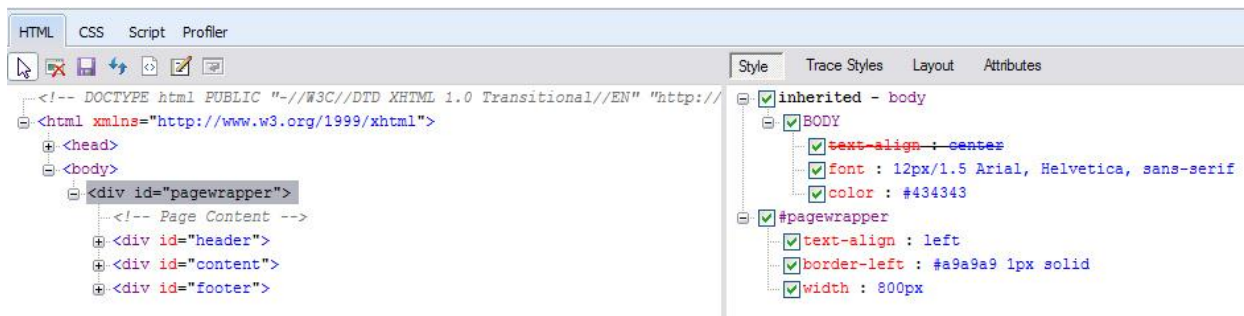 HTML CSS Script Profiler
Style Trace Styles Layout Attributes
<!-- DOCTYPE html PUBLIC "-//W3C//DTD XHTML 1.0 Transitional//EN" "http://
<html xmlns="http://www.w3.org/1999/xhtml">
<head>
<body>
<div id="pagewrapper">
<!-- Page Content -->
<div id="header">
<div id="content">
<div id="footer">
inherited - body
BODY
text-align : center
font : 12px/1.5 Arial, Helvetica, sans-serif
color : #434343
#pagewrapper
text-align : left
border-left : #a9a9a9 1px solid
width : 800px